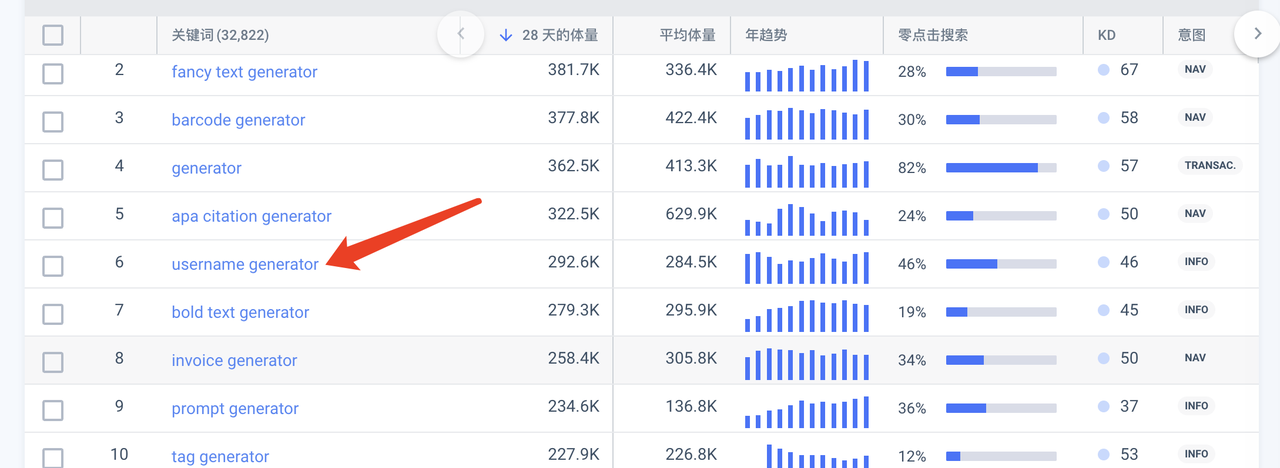 关键词 (32,822) 28 天的体量 平均体量 年趋势 零点击搜索 KD 意图
2 fancy text generator 381.7K 336.4K 28% 67 NAV
3 barcode generator 377.8K 422.4K 30% 58 NAV
4 generator 362.5K 413.3K 82% 57 TRANSAC.
5 apa citation generator 322.5K 629.9K 24% 50 NAV
6 username generator 292.6K 284.5K 46% 46 INFO
7 bold text generator 279.3K 295.9K 19% 45 INFO
8 invoice generator 258.4K 305.8K 34% 50 NAV
9 prompt generator 234.6K 136.8K 36% 37 INFO
10 tag generator 227.9K 226.8K 12% 53 INFO